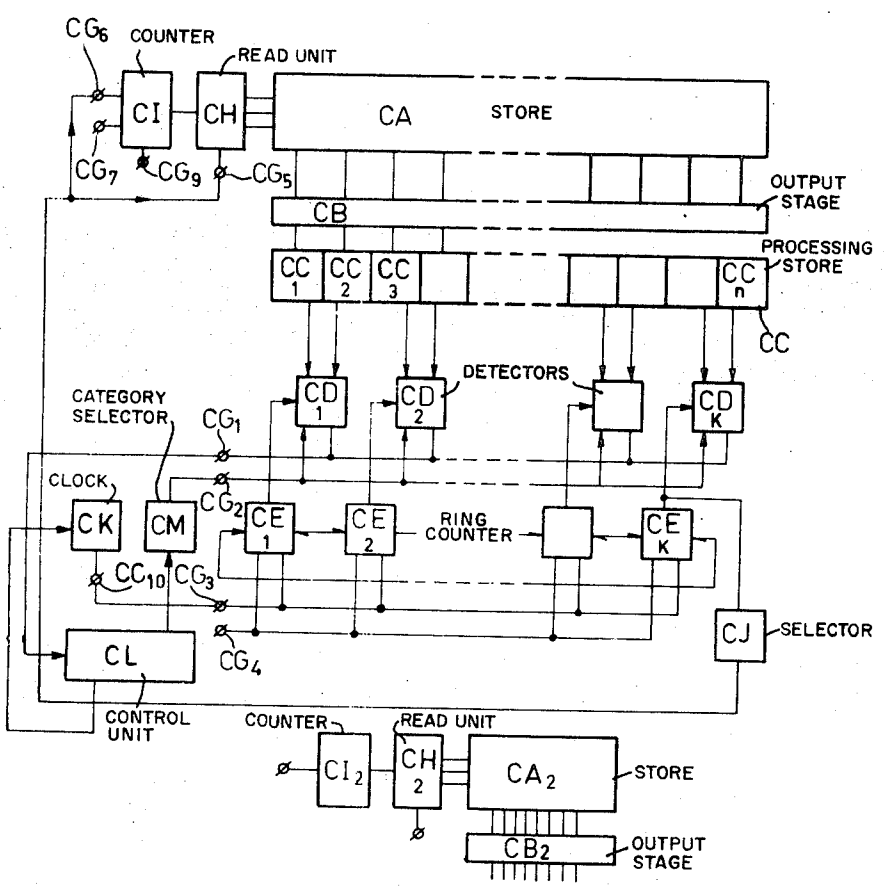 CG6
COUNTER
READ UNIT
CI
CH
CA
STORE
CG7
CG9
CG5
OUTPUT
STAGE
CB
PROCESSING
STORE
CC
1
CC
2
CC
3
CC
n
CC
DETECTORS
CD
1
CD
2
CD
K
CATEGORY
SELECTOR
CG1
CLOCK
CG2
CK
CM
CE
1
CE
2
RING
COUNTER
CE
K
CC10
CG3
CJ
SELECTOR
CL
CG4
CONTROL
UNIT
COUNTER
READ UNIT
CI2
CH
2
CA2
STORE
CB2
OUTPUT
STAGE